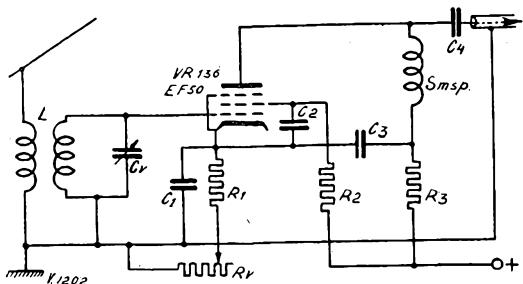 VR 136
EF50
L
Cv
C1
R1
C2
C3
R2
R3
Smsp.
C4
Rv
+
V.1202